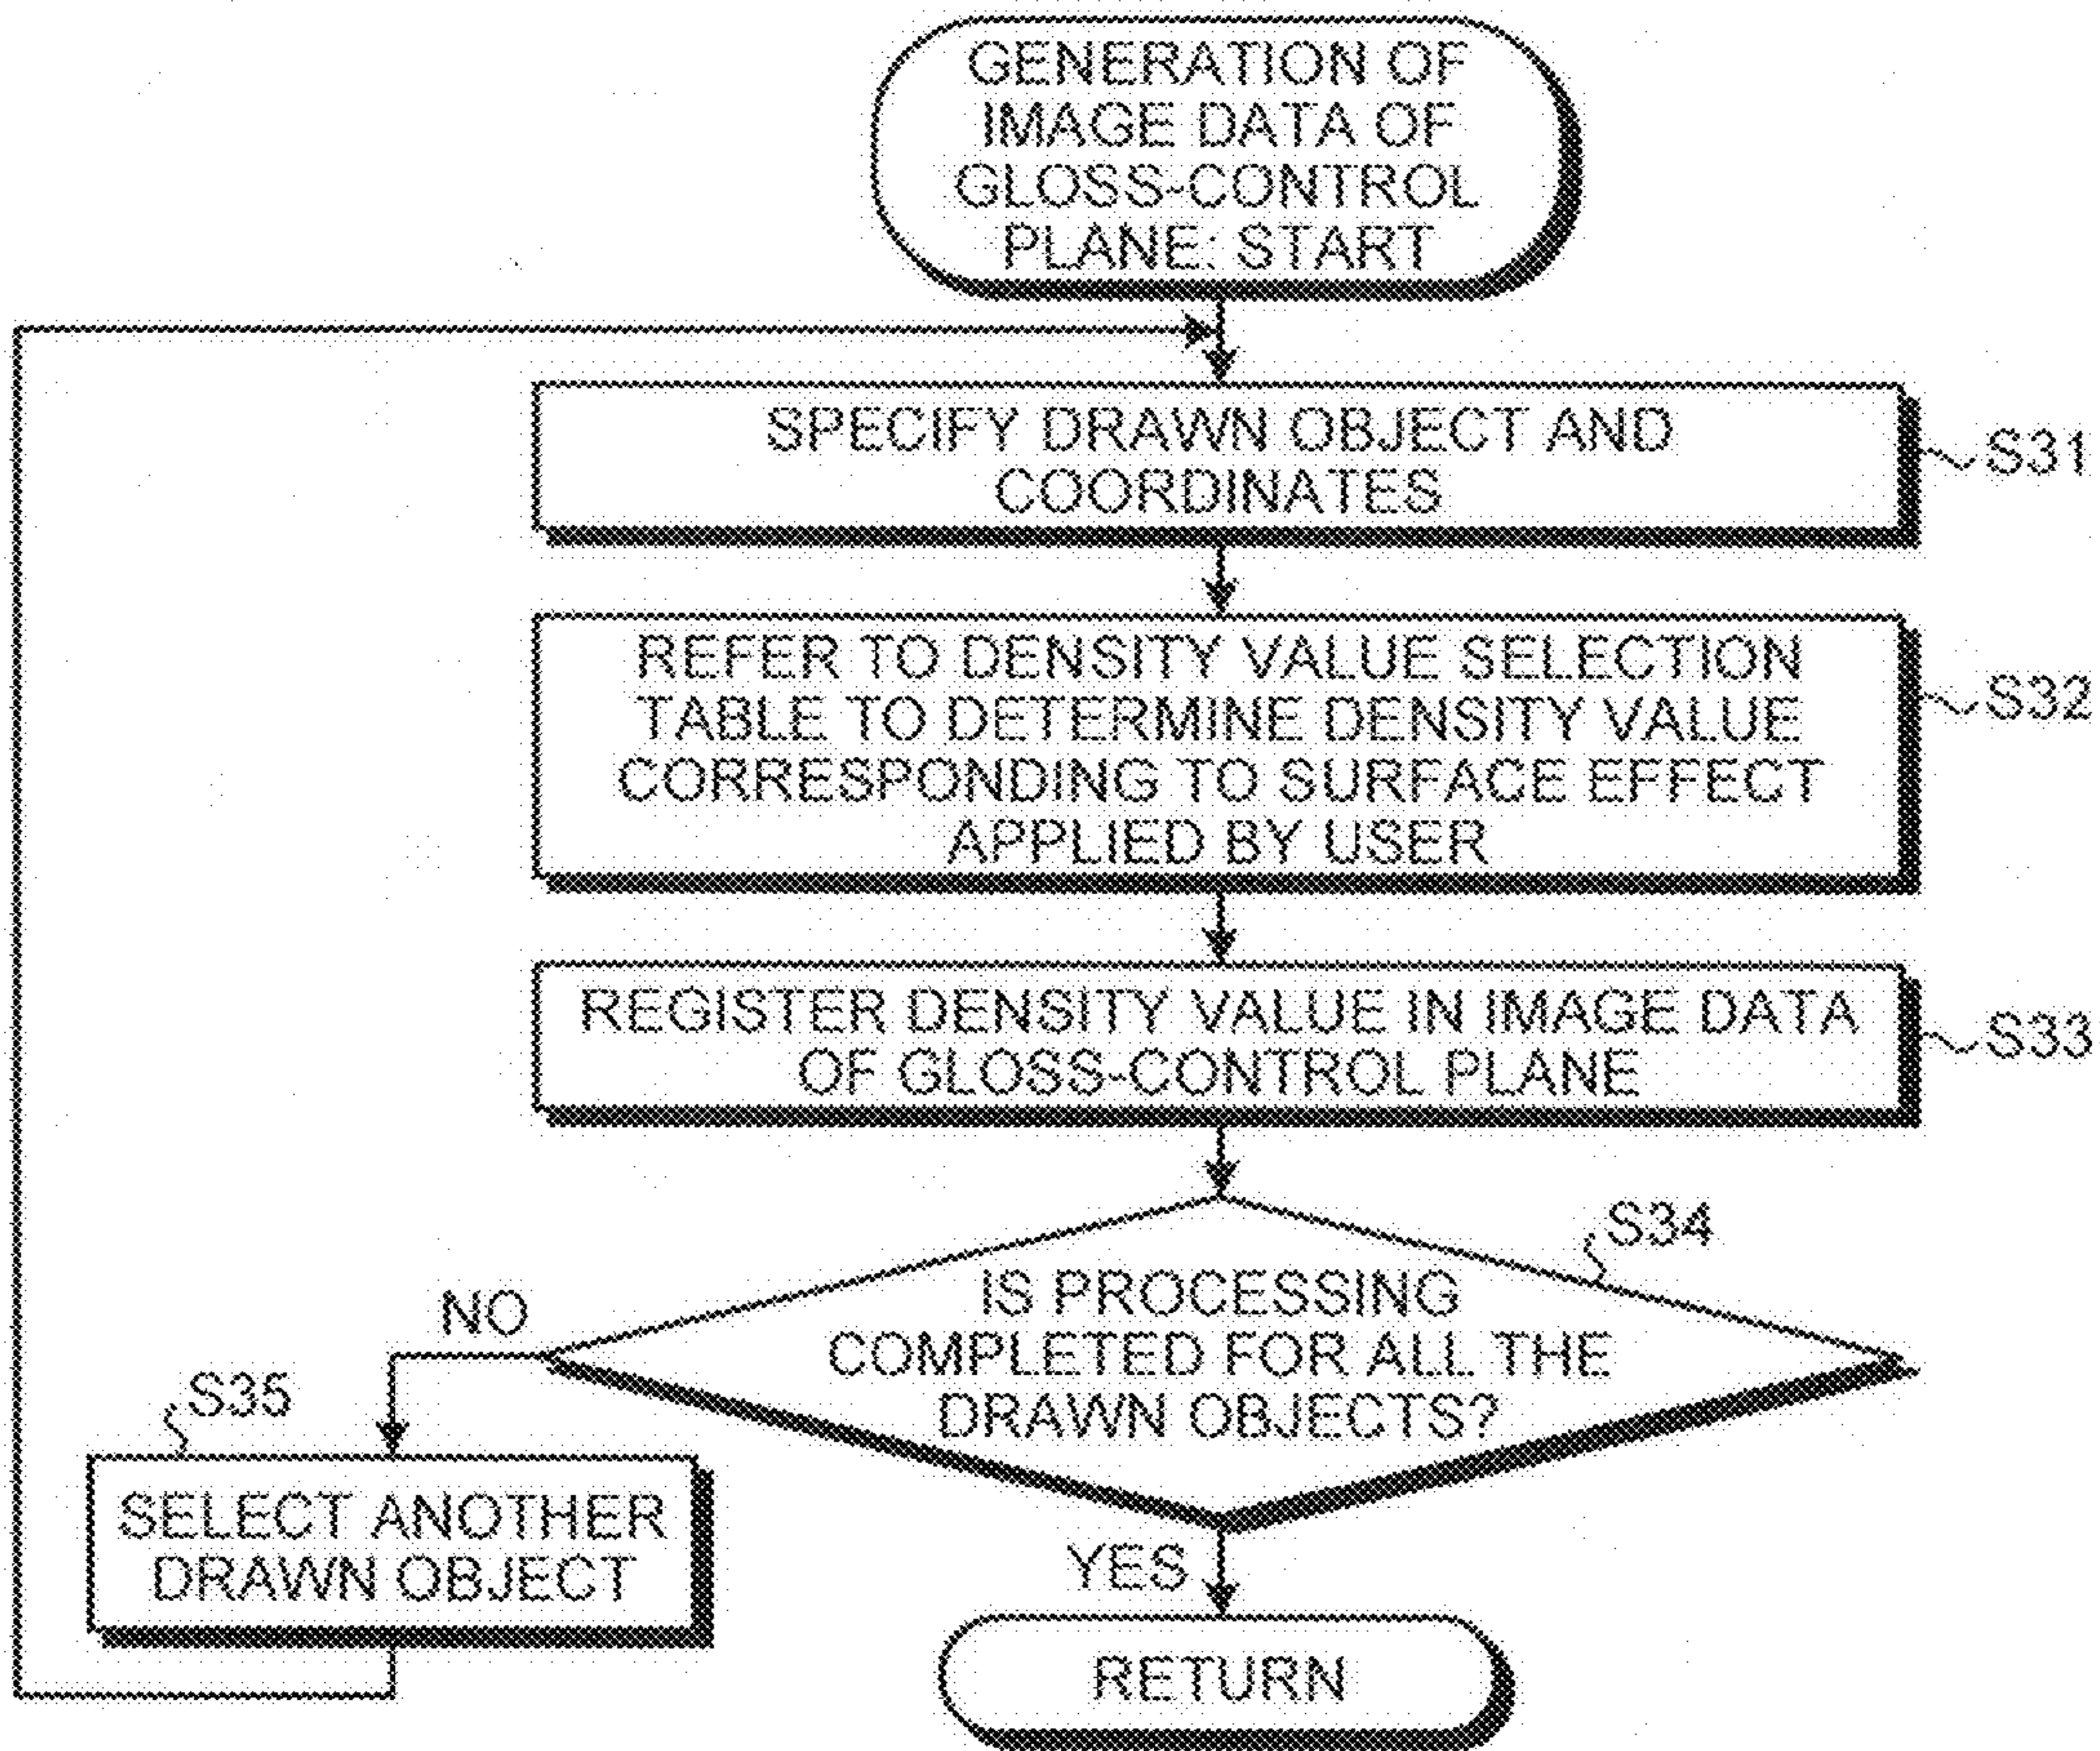 GENERATION OF
IMAGE DATA OF
GLOSS-CONTROL
PLANE: START
SPECIFY DRAWN OBJECT AND
COORDINATES
S31
REFER TO DENSITY VALUE SELECTION
TABLE TO DETERMINE DENSITY VALUE
CORRESPONDING TO SURFACE EFFECT
APPLIED BY USER
S32
REGISTER DENSITY VALUE IN IMAGE DATA
OF GLOSS-CONTROL PLANE
S33
S34
IS PROCESSING
COMPLETED FOR ALL THE
DRAWN OBJECTS?
NO
S35
SELECT ANOTHER
DRAWN OBJECT
YES
RETURN